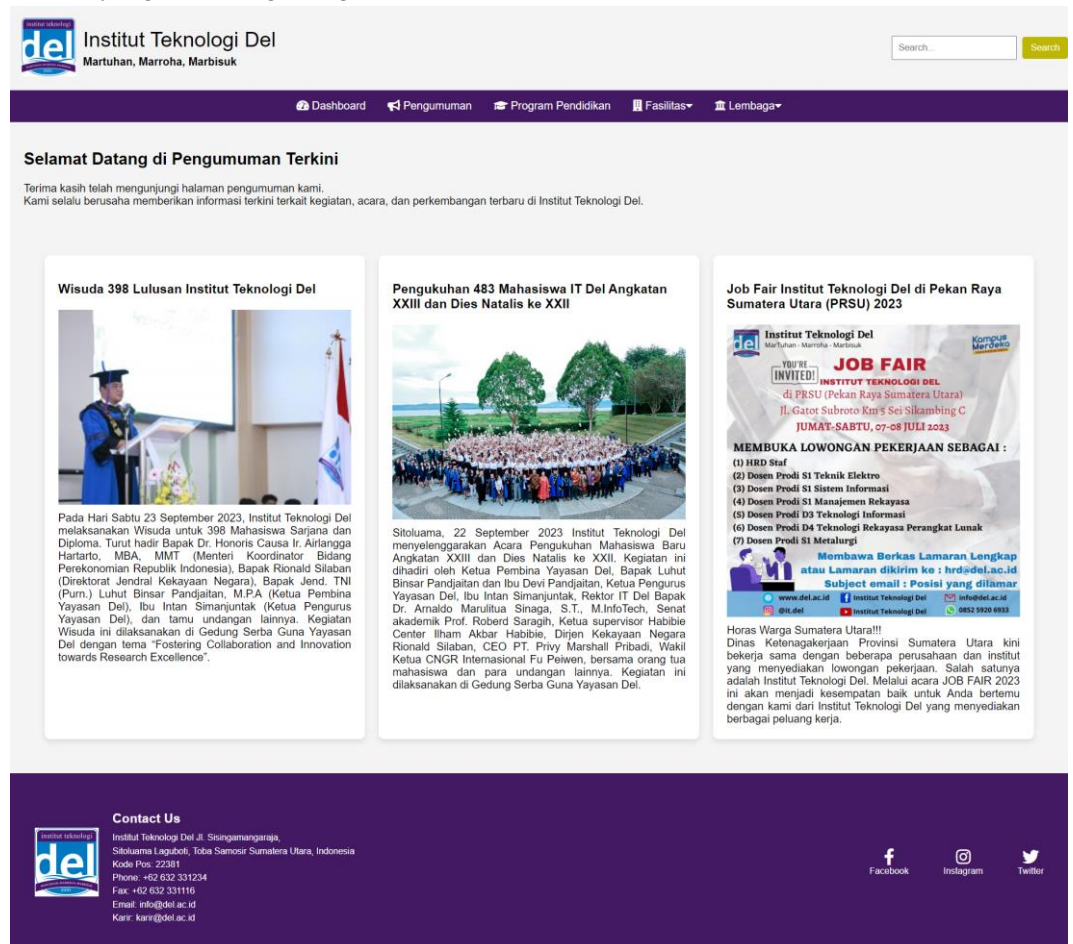 institut teknologi
del
Institut Teknologi Del
Martuhan, Marroha, Marbisuk
Search...
Search
Dashboard
Pengumuman
Program Pendidikan
Fasilitas
Lembaga
Selamat Datang di Pengumuman Terkini
Terima kasih telah mengunjungi halaman pengumuman kami.
Kami selalu berusaha memberikan informasi terkini terkait kegiatan, acara, dan perkembangan terbaru di Institut Teknologi Del.
Wisuda 398 Lulusan Institut Teknologi Del
Pada Hari Sabtu 23 September 2023, Institut Teknologi Del
melaksanakan Wisuda untuk 398 Mahasiswa Sarjana dan
Diploma. Turut hadir Bapak Dr. Honoris Causa Ir. Airlangga
Hartarto, MBA, MMT (Menteri Koordinator Bidang
Perekonomian Republik Indonesia), Bapak Rionald Silaban
(Direktorat Jendral Kekayaan Negara), Bapak Jend. TNI
(Purn.) Luhut Binsar Pandjaitan, M.P.A (Ketua Pembina
Yayasan Del), Ibu Intan Simanjuntak (Ketua Pengurus
Yayasan Del), dan tamu undangan lainnya. Kegiatan
Wisuda ini dilaksanakan di Gedung Serba Guna Yayasan
Del dengan tema “Fostering Collaboration and Innovation
towards Research Excellence”.
Pengukuhan 483 Mahasiswa IT Del Angkatan
XXIII dan Dies Natalis ke XXII
Sitoluama, 22 September 2023 Institut Teknologi Del
menyelenggarakan Acara Pengukuhan Mahasiswa Baru
Angkatan XXIII dan Dies Natalis ke XXII. Kegiatan ini
dihadiri oleh Ketua Pembina Yayasan Del, Bapak Luhut
Binsar Pandjaitan dan Ibu Devi Pandjaitan, Ketua Pengurus
Yayasan Del, Ibu Intan Simanjuntak, Rektor IT Del Bapak
Dr. Arnaldo Marulitua Sinaga, S.T., M.InfoTech, Senat
akademik Prof. Roberd Saragih, Ketua supervisor Habibie
Center Ilham Akbar Habibie, Dirjen Kekayaan Negara
Rionald Silaban, CEO PT. Privy Marshall Pribadi, Wakil
Ketua CNGR Internasional Fu Peiwen, bersama orang tua
mahasiswa dan para undangan lainnya. Kegiatan ini
dilaksanakan di Gedung Serba Guna Yayasan Del.
Job Fair Institut Teknologi Del di Pekan Raya
Sumatera Utara (PRSU) 2023
del
Institut Teknologi Del
MarTuhan - Marroha - Marbisuk
Kampus
Merdeka
YOU'RE
INVITED!
JOB FAIR
INSTITUT TEKNOLOGI DEL
di PRSU (Pekan Raya Sumatera Utara)
Jl. Gatot Subroto Km 5 Sei Sikambing C
JUMAT-SABTU, 07-08 JULI 2023
MEMBUKA LOWONGAN PEKERJAAN SEBAGAI :
(1) HRD Staf
(2) Dosen Prodi S1 Teknik Elektro
(3) Dosen Prodi S1 Sistem Informasi
(4) Dosen Prodi S1 Manajemen Rekayasa
(5) Dosen Prodi D3 Teknologi Informasi
(6) Dosen Prodi D4 Teknologi Rekayasa Perangkat Lunak
(7) Dosen Prodi S1 Metalurgi
Membawa Berkas Lamaran Lengkap
atau Lamaran dikirim ke : hrd@del.ac.id
Subject email : Posisi yang dilamar
www.del.ac.id
Institut Teknologi Del
info@del.ac.id
@it.del
Institut Teknologi Del
0852 5920 6933
Horas Warga Sumatera Utara!!!
Dinas Ketenagakerjaan Provinsi Sumatera Utara kini
bekerja sama dengan beberapa perusahaan dan institut
yang menyediakan lowongan pekerjaan. Salah satunya
adalah Institut Teknologi Del. Melalui acara JOB FAIR 2023
ini akan menjadi kesempatan baik untuk Anda bertemu
dengan kami dari Institut Teknologi Del yang menyediakan
berbagai peluang kerja.
institut teknologi
del
Contact Us
Institut Teknologi Del Jl. Sisingamangaraja,
Sitoluama Laguboti, Toba Samosir Sumatera Utara, Indonesia
Kode Pos: 22381
Phone: +62 632 331234
Fax: +62 632 331116
Email: info@del.ac.id
Karir: karir@del.ac.id
Facebook
Instagram
Twitter